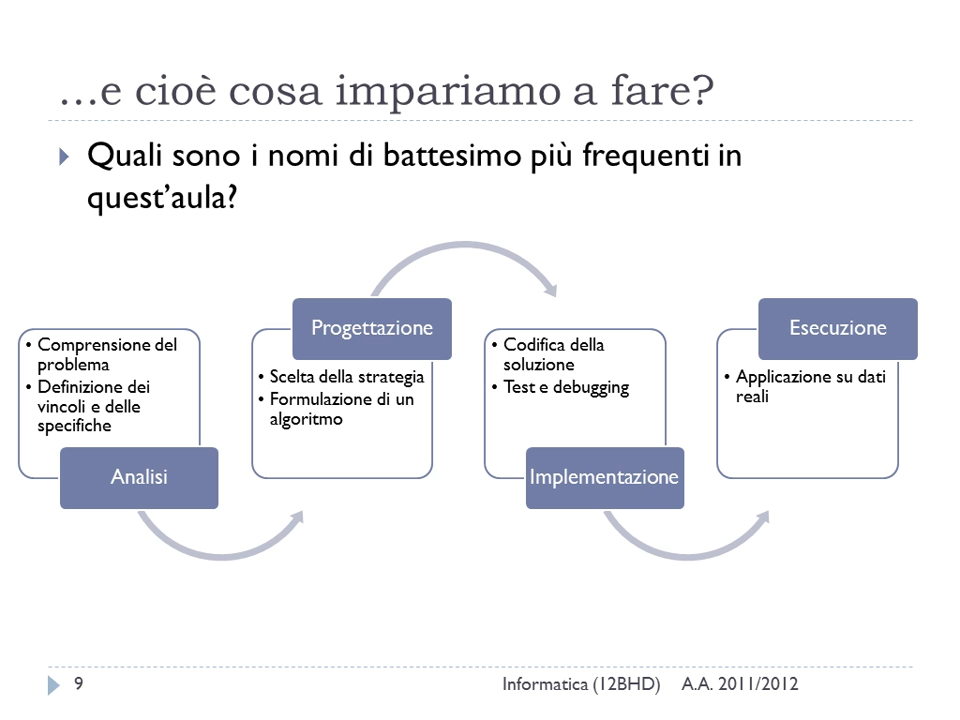 …e cioè cosa impariamo a fare?
Quali sono i nomi di battesimo più frequenti in
quest’aula?
• Comprensione del
problema
• Definizione dei
vincoli e delle
specifiche
Analisi
Progettazione
• Scelta della strategia
• Formulazione di un
algoritmo
• Codifica della
soluzione
• Test e debugging
Implementazione
Esecuzione
• Applicazione su dati
reali
9
Informatica (12BHD) A.A. 2011/2012